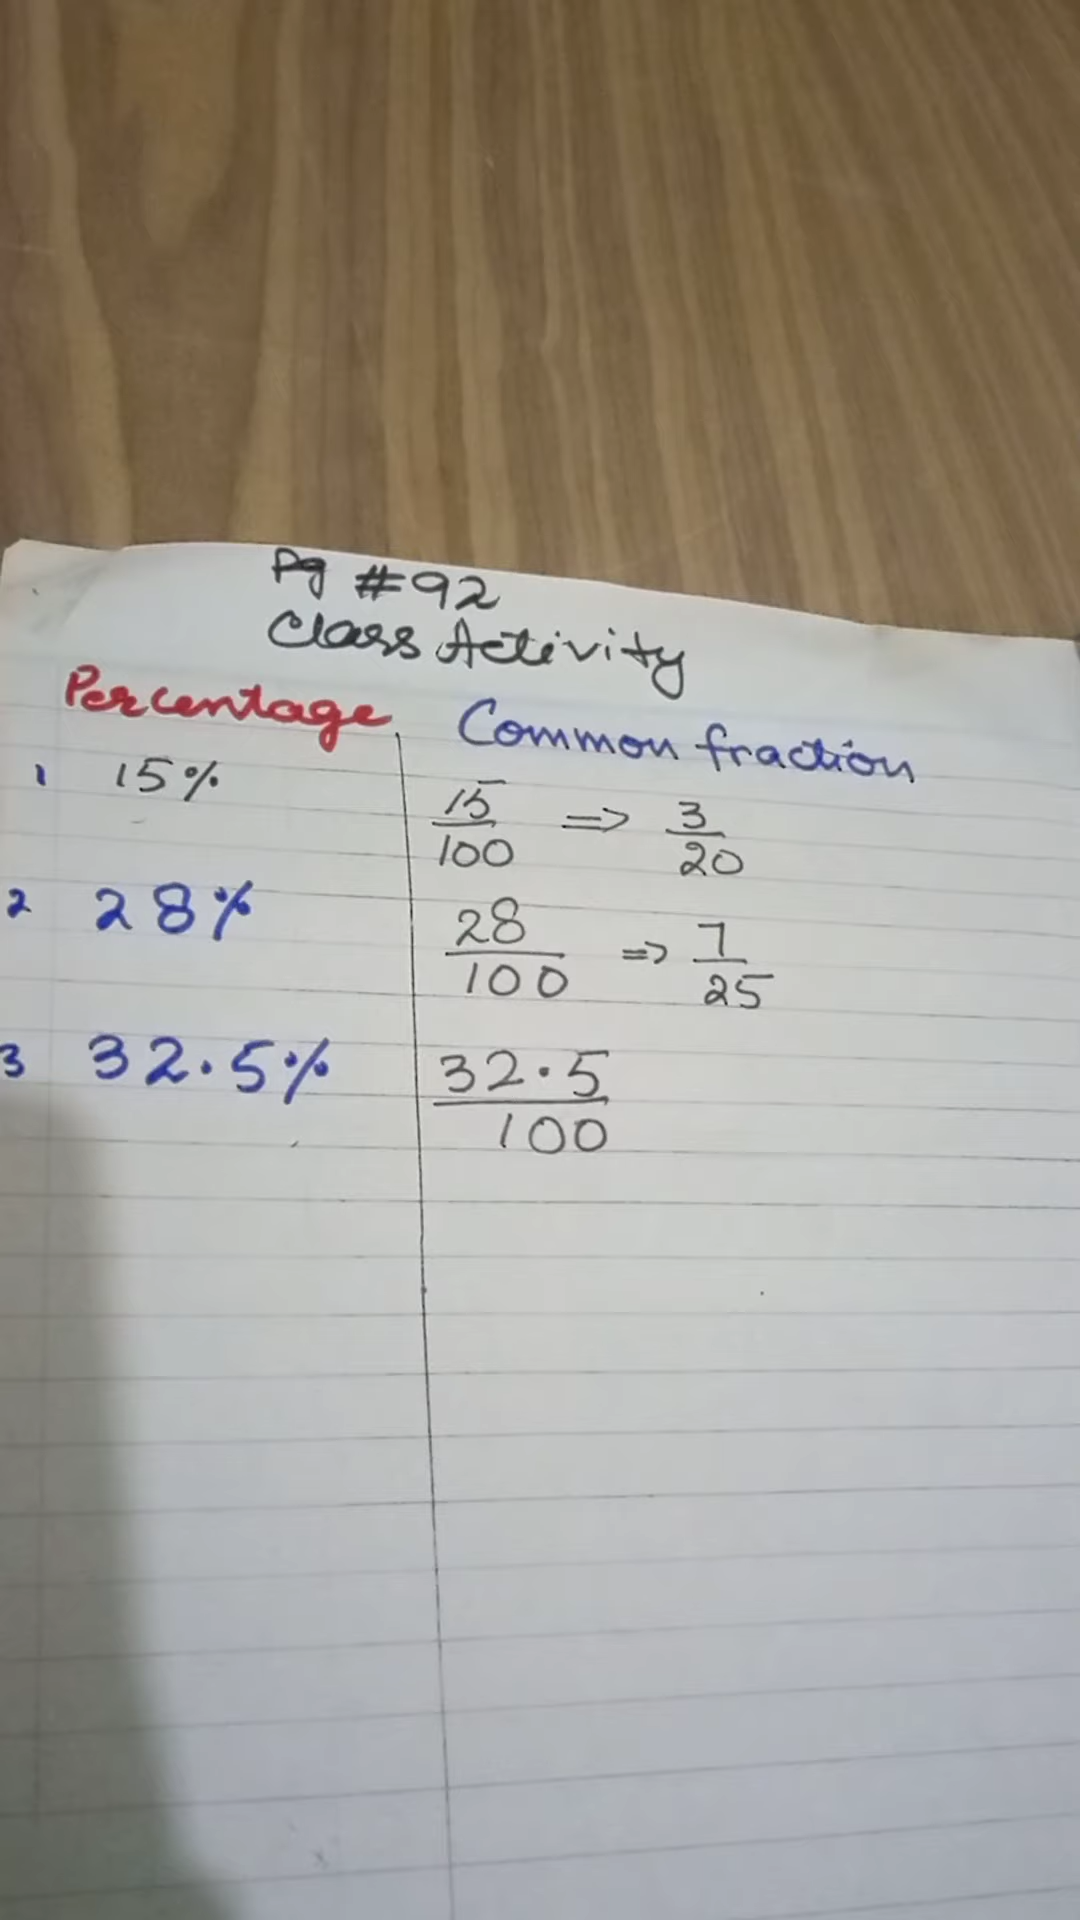 Pg #92
Class Activity
Percentage Common fraction
1 15% 15/100 => 3/20
2 28% 28/100 => 7/25
3 32.5% 32.5/100